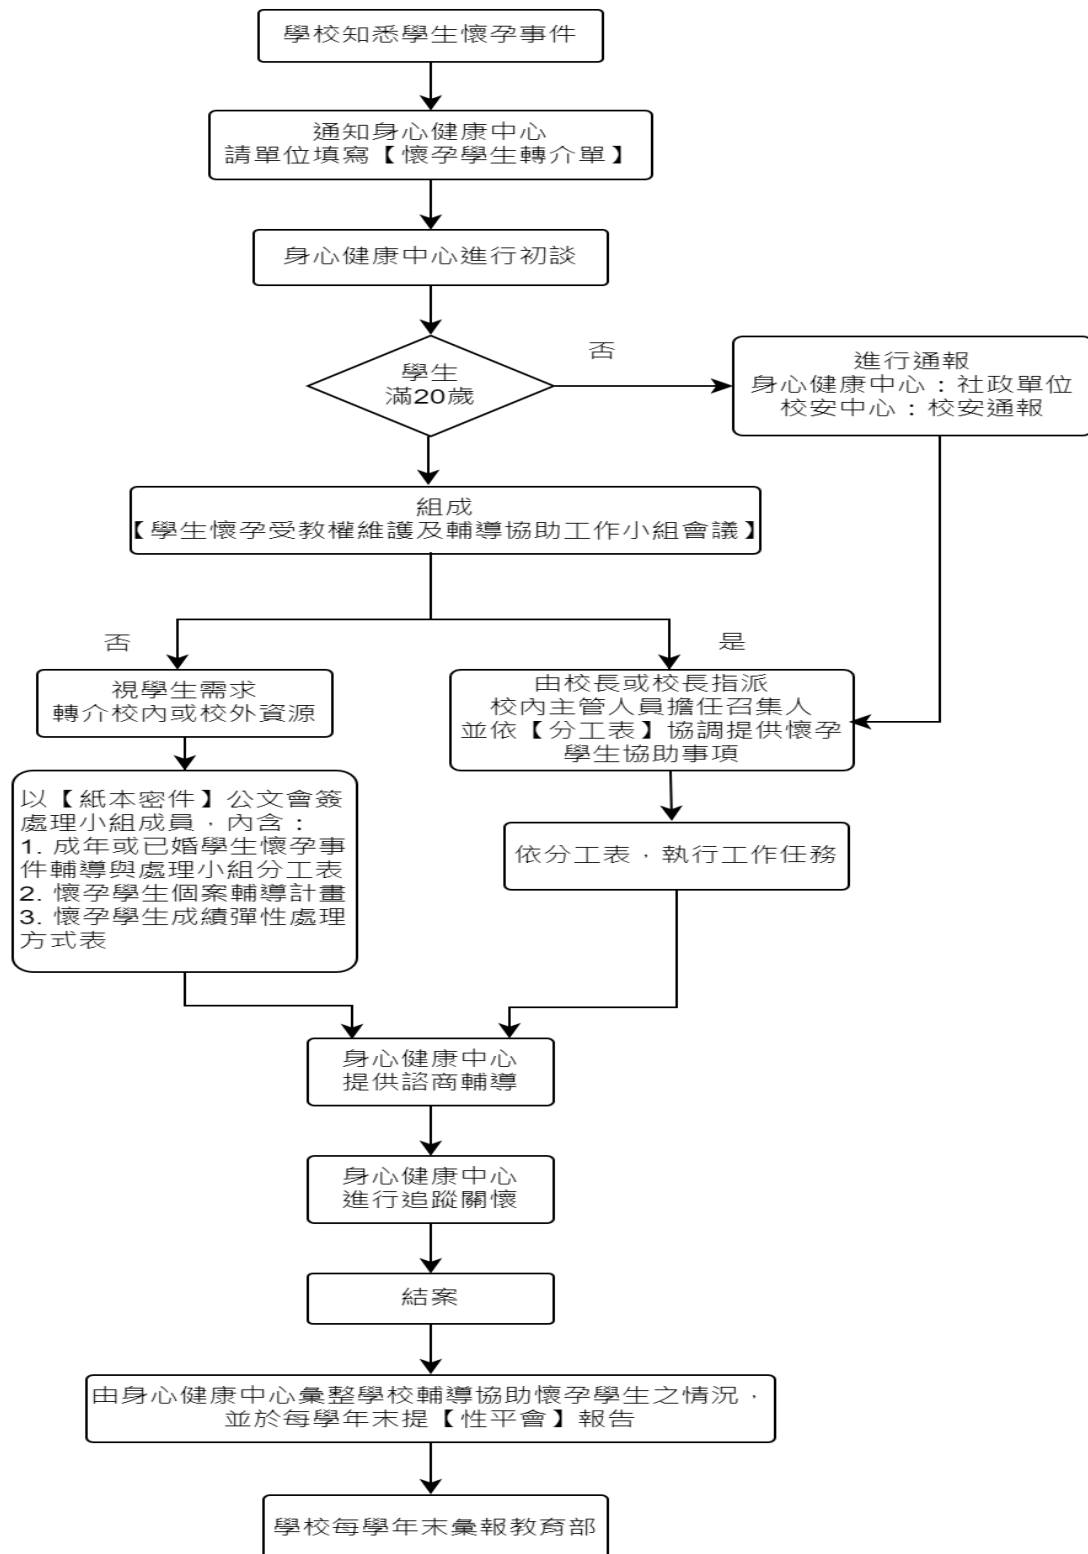 學校知悉學生懷孕事件
通知身心健康中心
請單位填寫【懷孕學生轉介單】
身心健康中心進行初談
學生
滿20歲
否
進行通報
身心健康中心：社政單位
校安中心：校安通報
組成
【學生懷孕受教權維護及輔導協助工作小組會議】
否
是
視學生需求
轉介校內或校外資源
由校長或校長指派
校內主管人員擔任召集人
並依【分工表】協調提供懷孕
學生協助事項
以【紙本密件】公文會簽
處理小組成員，內含：
1. 成年或已婚學生懷孕事
件輔導與處理小組分工表
2. 懷孕學生個案輔導計畫
3. 懷孕學生成績彈性處理
方式表
依分工表，執行工作任務
身心健康中心
提供諮商輔導
身心健康中心
進行追蹤關懷
結案
由身心健康中心彙整學校輔導協助懷孕學生之情況，
並於每學年末提【性平會】報告
學校每學年末彙報教育部